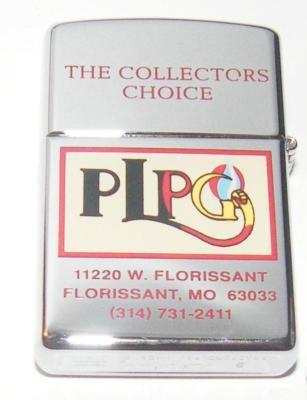 THE COLLECTORS
CHOICE
PLPG
11220 W. FLORISSANT
FLORISSANT, MO 63033
(314) 731-2411